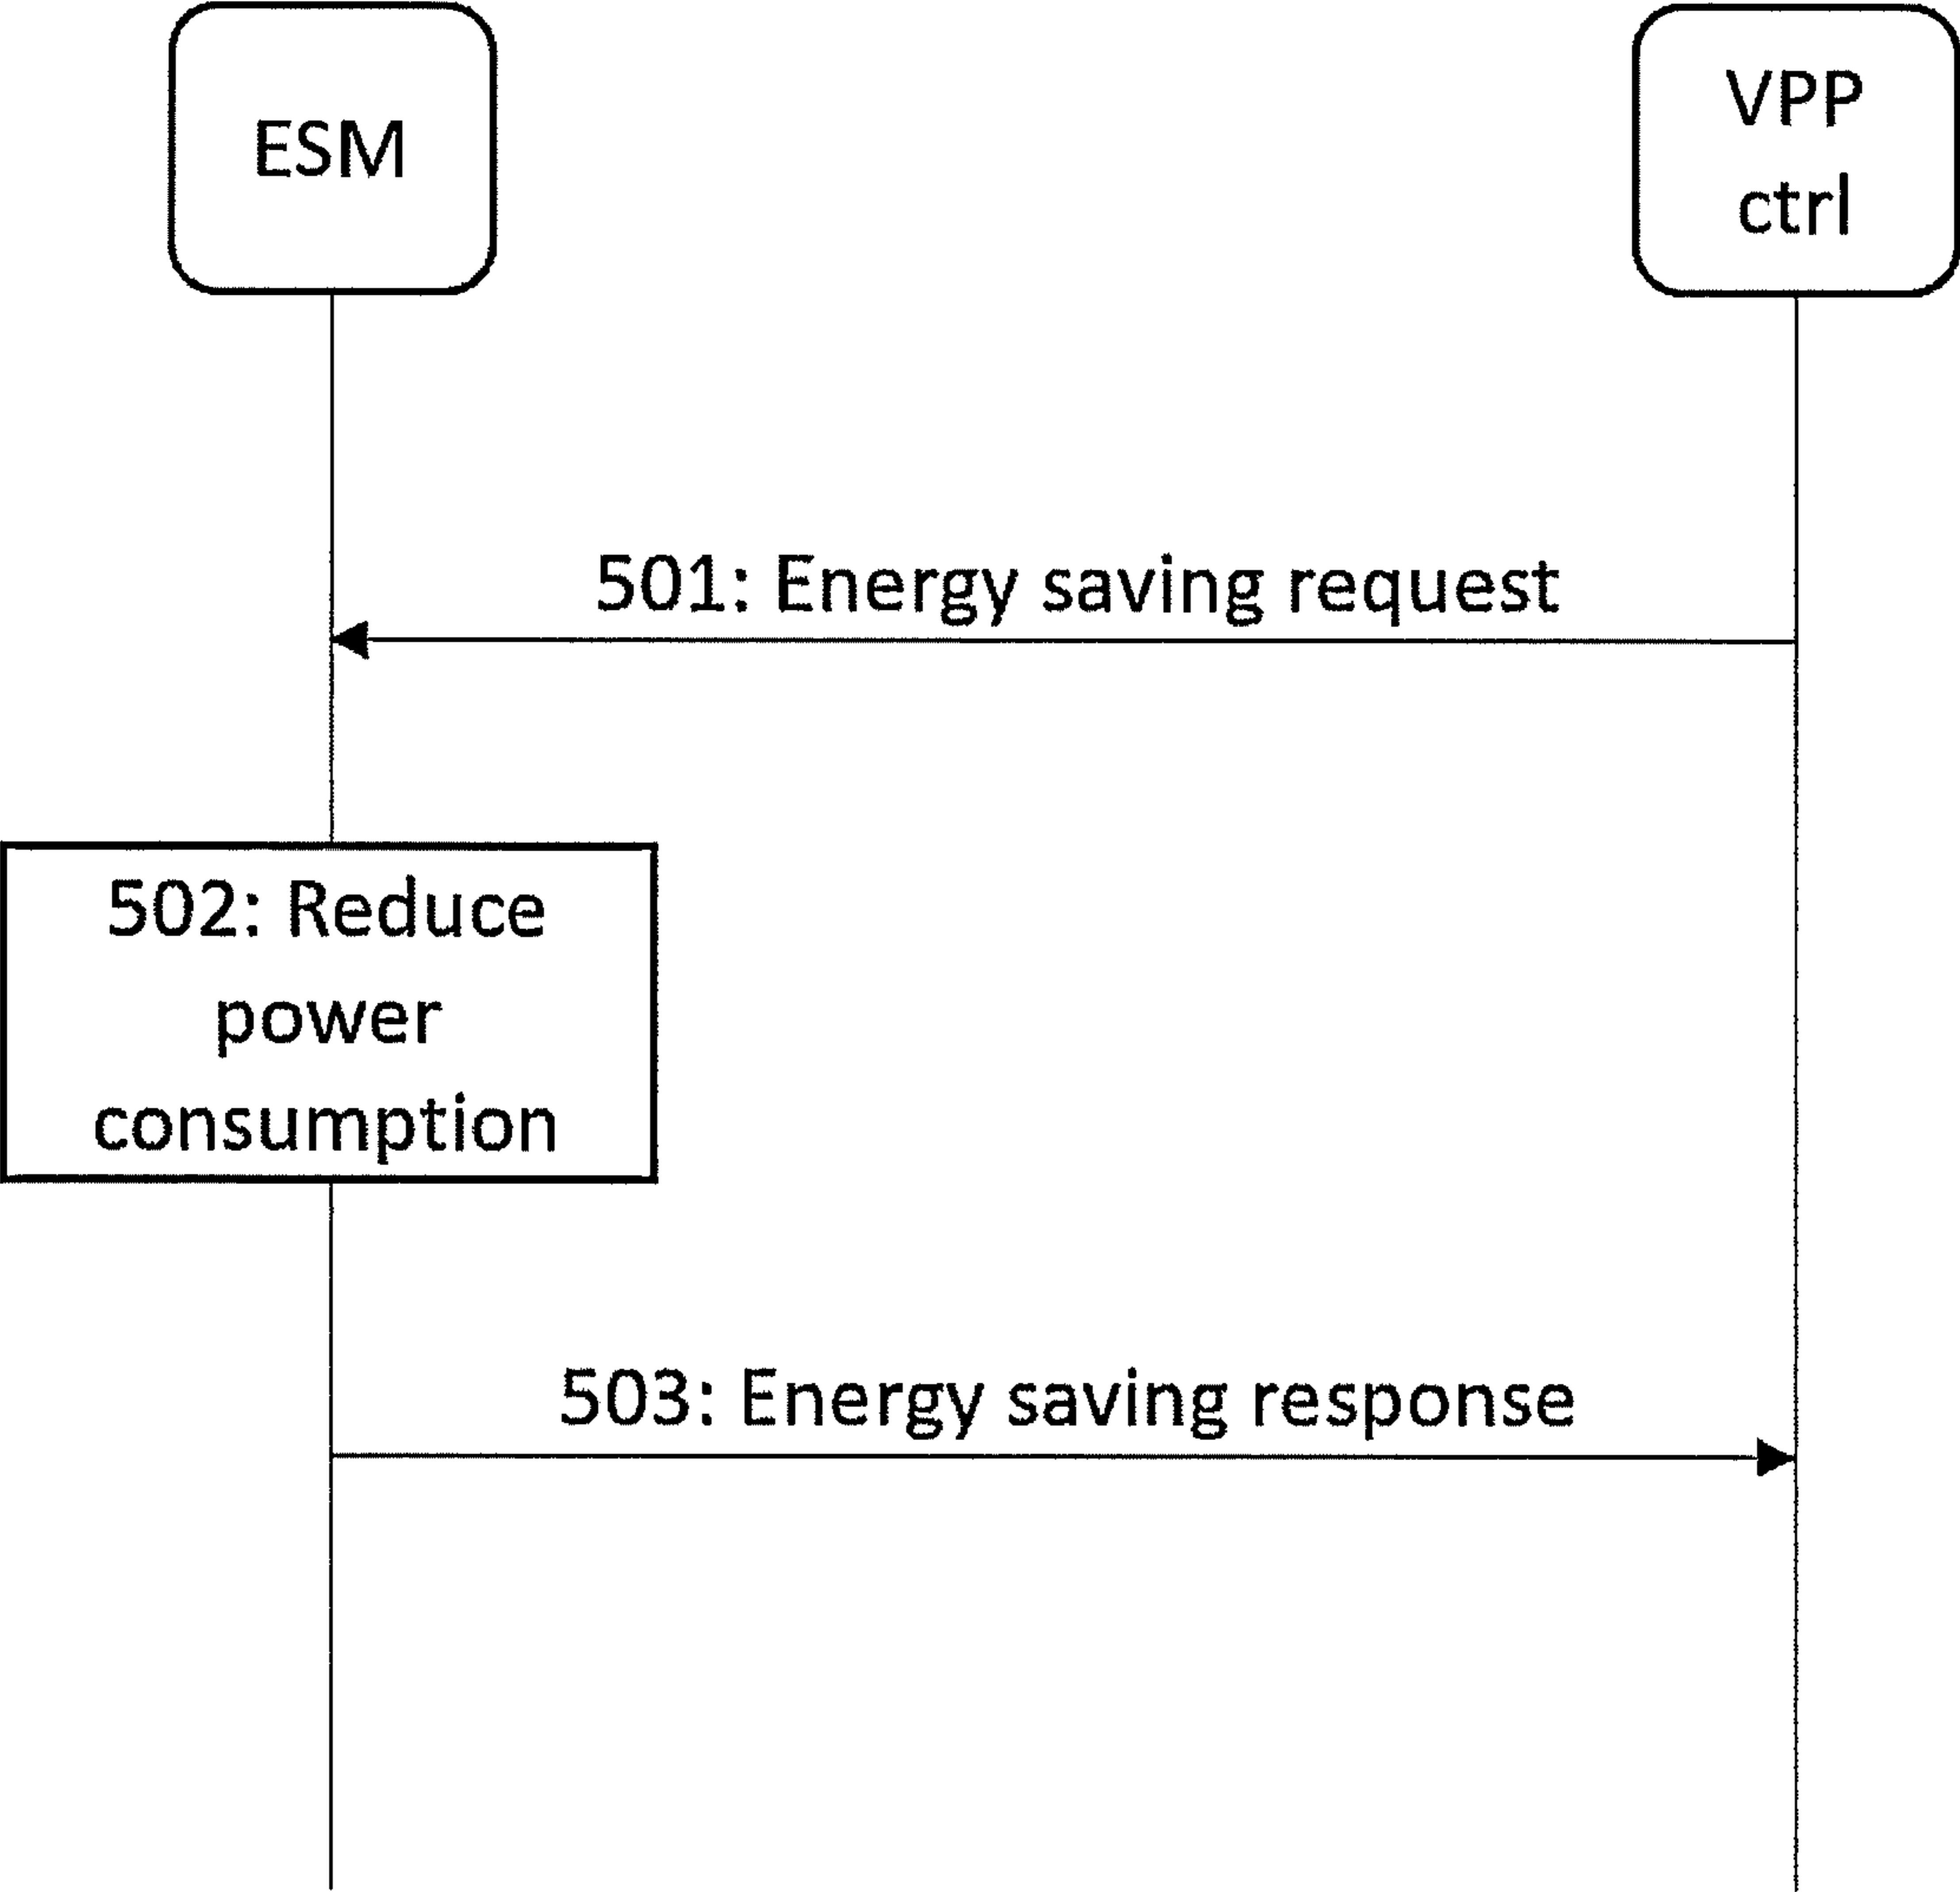 ESM
VPP
ctrl
501: Energy saving request
502: Reduce
power
consumption
503: Energy saving response